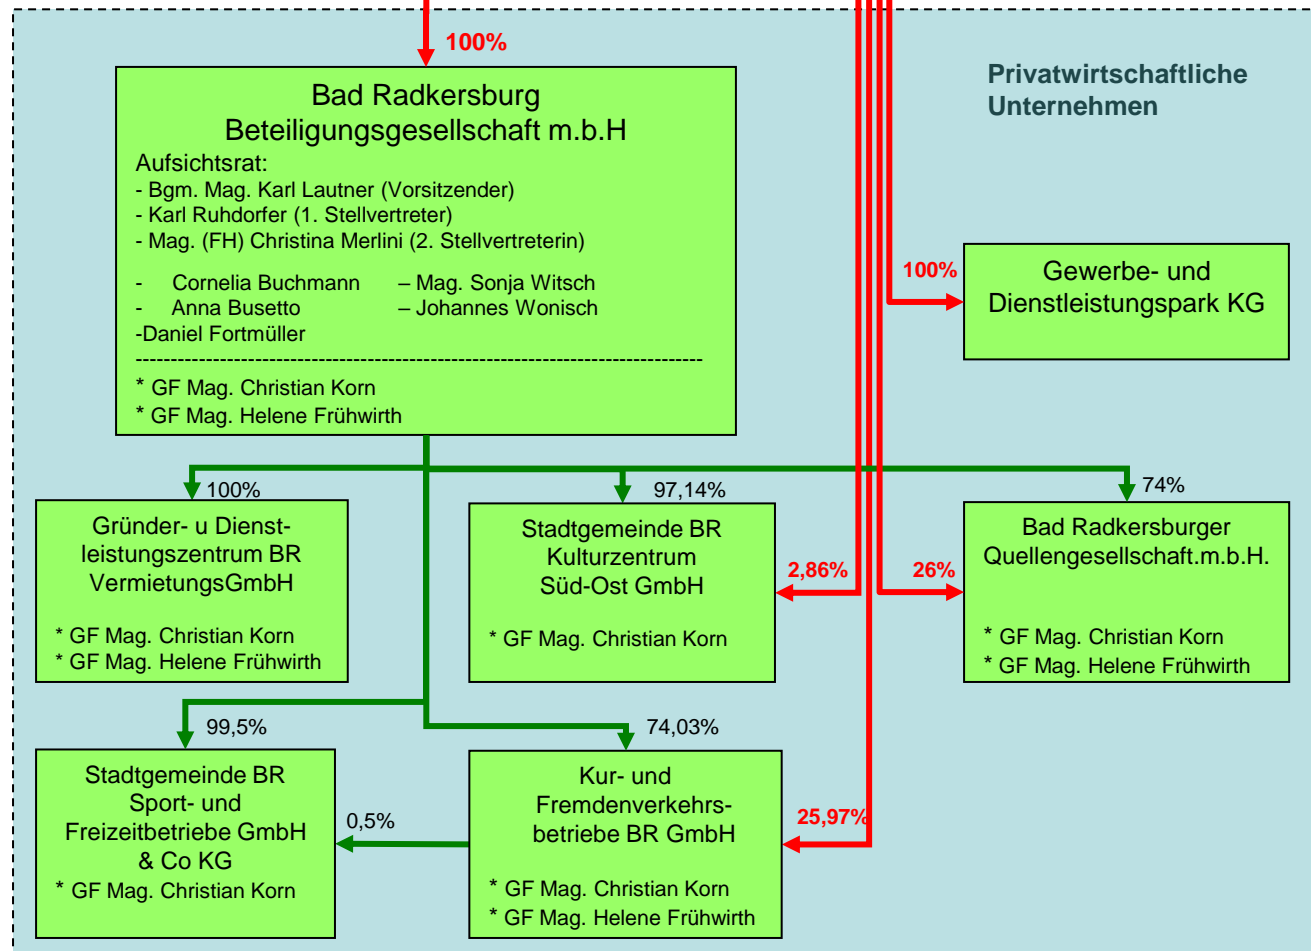 100%
Privatwirtschaftliche
Unternehmen
Bad Radkersburg
Beteiligungsgesellschaft m.b.H
Aufsichtsrat:
- Bgm. Mag. Karl Lautner (Vorsitzender)
- Karl Ruhdorfer (1. Stellvertreter)
- Mag. (FH) Christina Merlini (2. Stellvertreterin)
- Cornelia Buchmann – Mag. Sonja Witsch
- Anna Busetto – Johannes Wonisch
-Daniel Fortmüller
--------------------------------------------------------------------------------
* GF Mag. Christian Korn
* GF Mag. Helene Frühwirth
100%
Gewerbe- und
Dienstleistungspark KG
100%
Gründer- u Dienst-
leistungszentrum BR
VermietungsGmbH
* GF Mag. Christian Korn
* GF Mag. Helene Frühwirth
97,14%
Stadtgemeinde BR
Kulturzentrum
Süd-Ost GmbH
* GF Mag. Christian Korn
2,86%
26%
74%
Bad Radkersburger
Quellengesellschaft.m.b.H.
* GF Mag. Christian Korn
* GF Mag. Helene Frühwirth
99,5%
Stadtgemeinde BR
Sport- und
Freizeitbetriebe GmbH
& Co KG
* GF Mag. Christian Korn
0,5%
74,03%
Kur- und
Fremdenverkehrs-
betriebe BR GmbH
* GF Mag. Christian Korn
* GF Mag. Helene Frühwirth
25,97%